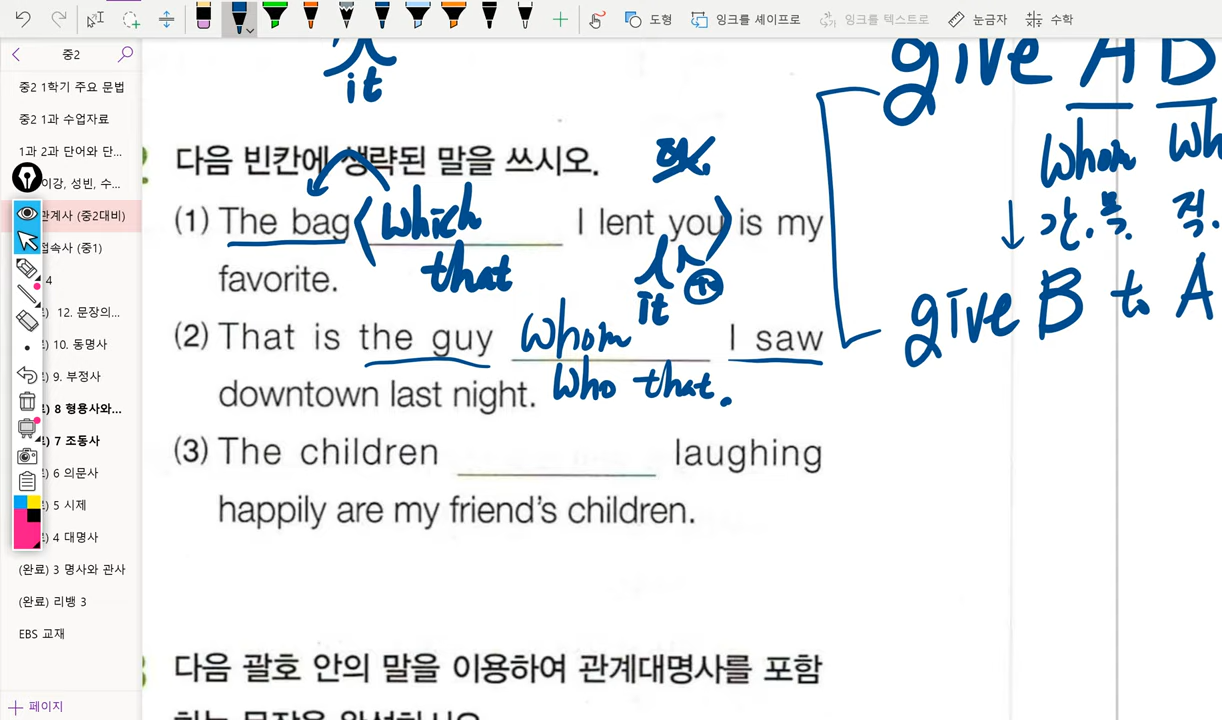 도형 잉크를 셰이프로 잉크를 텍스트로 눈금자 수학
중2
중2 1학기 주요 문법
중2 1과 수업자료
1과 2과 단어와 단...
이강, 성빈, 수...
관계사 (중2대비)
접속사 (중1)
4
) 12. 문장의...
) 10. 동명사
) 9. 부정사
) 8 형용사와...
) 7 조동사
) 6 의문사
) 5 시제
) 4 대명사
(완료) 3 명사와 관사
(완료) 리뱅 3
EBS 교재
페이지
it
다음 빈칸에 생략된 말을 쓰시오.
(1) The bag which I lent you is my
that
it
favorite.
(2) That is the guy whom I saw
who that.
downtown last night.
(3) The children laughing
happily are my friend's children.
다음 괄호 안의 말을 이용하여 관계대명사를 포함
하는 문장을 완성하시오
give A B
whom wh
간.목. 직.
give B to A